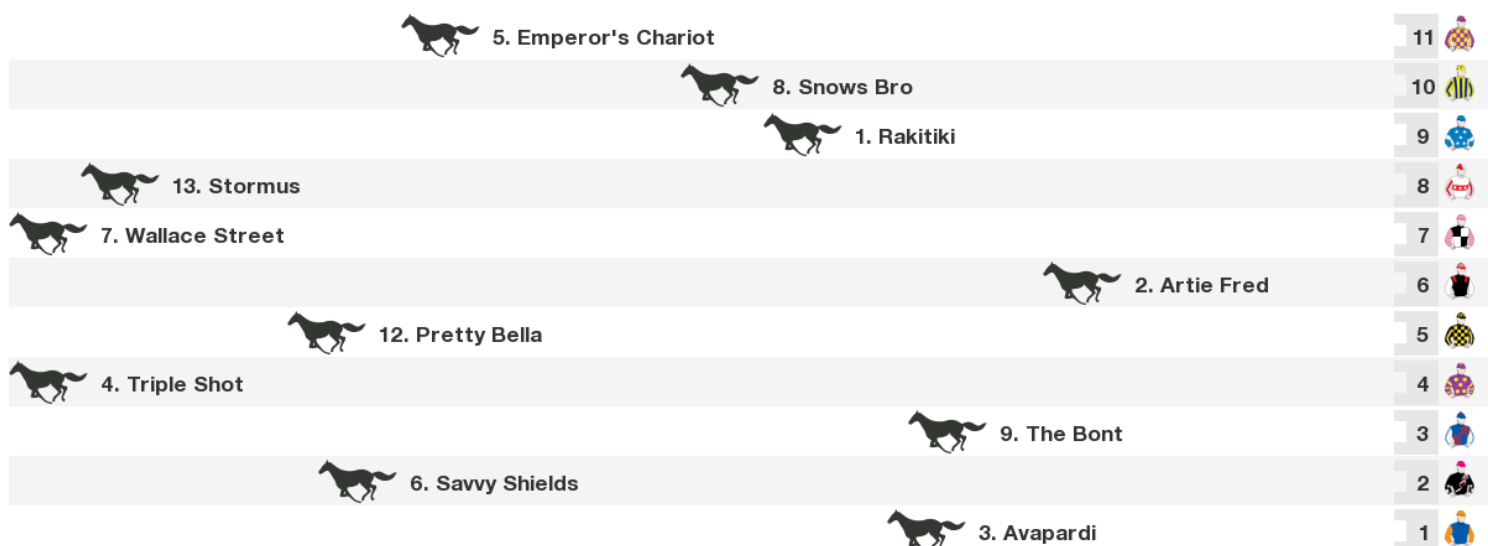 5. Emperor's Chariot 11
8. Snows Bro 10
1. Rakitiki 9
13. Stormus 8
7. Wallace Street 7
2. Artie Fred 6
12. Pretty Bella 5
4. Triple Shot 4
9. The Bont 3
6. Savvy Shields 2
3. Avapardi 1